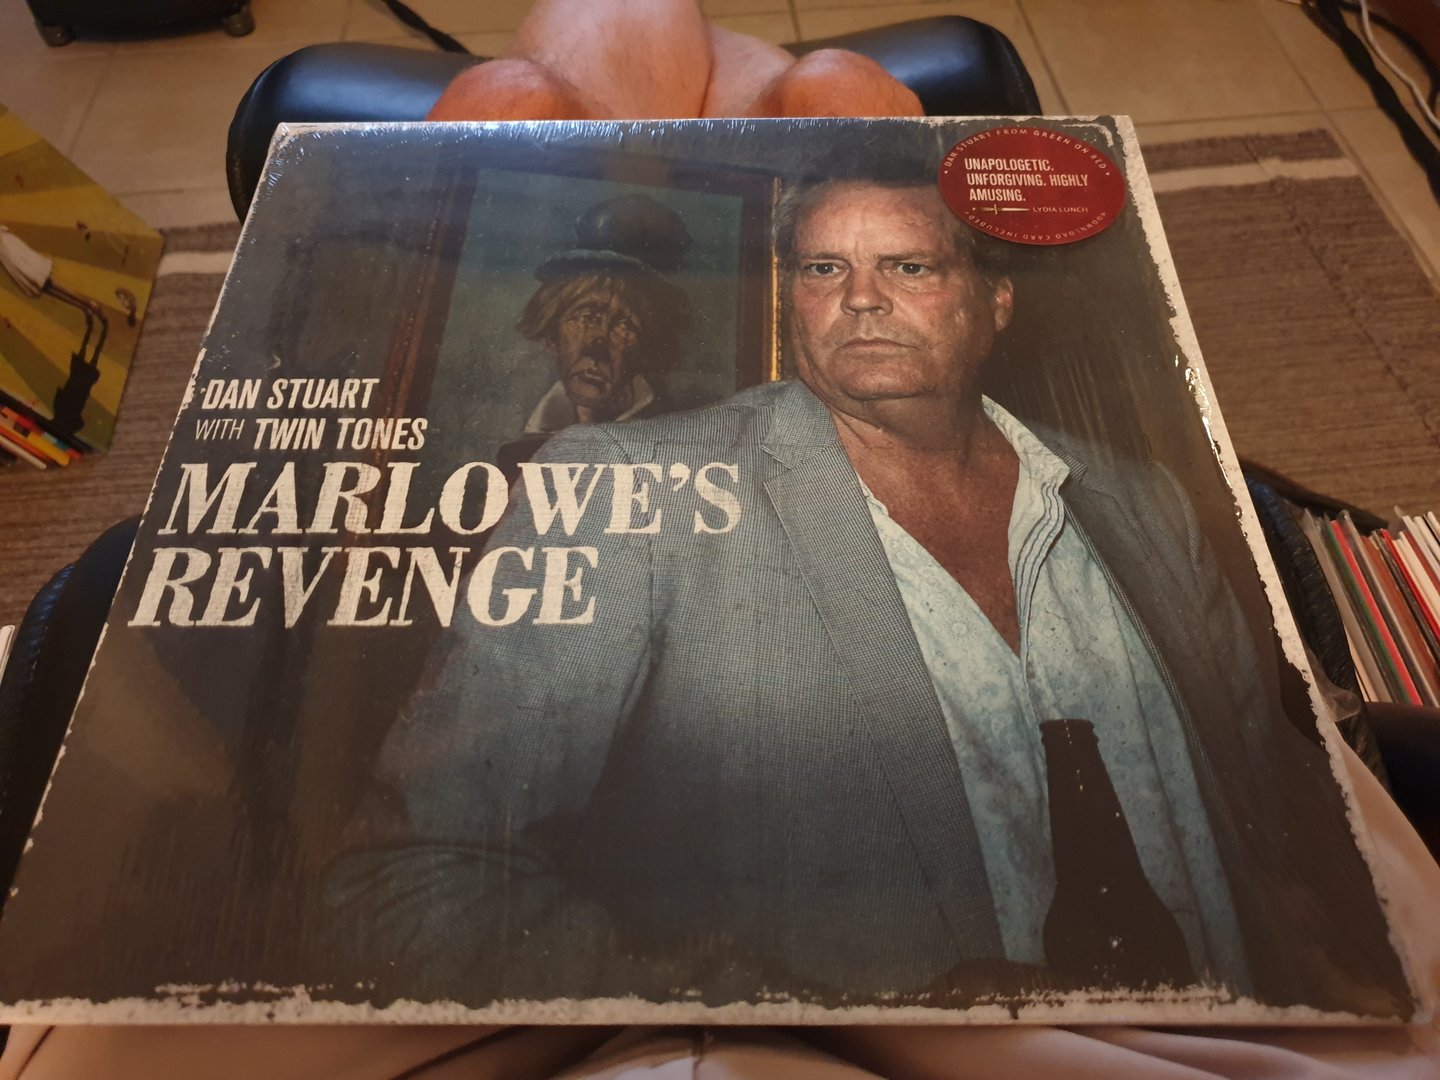 DAN STUART FROM GREEN ON RED
UNAPOLOGETIC.
UNFORGIVING. HIGHLY
AMUSING.
LYDIA LUNCH
DOWNLOAD CARD INCLUDED
DAN STUART
WITH TWIN TONES
MARLOWE'S
REVENGE